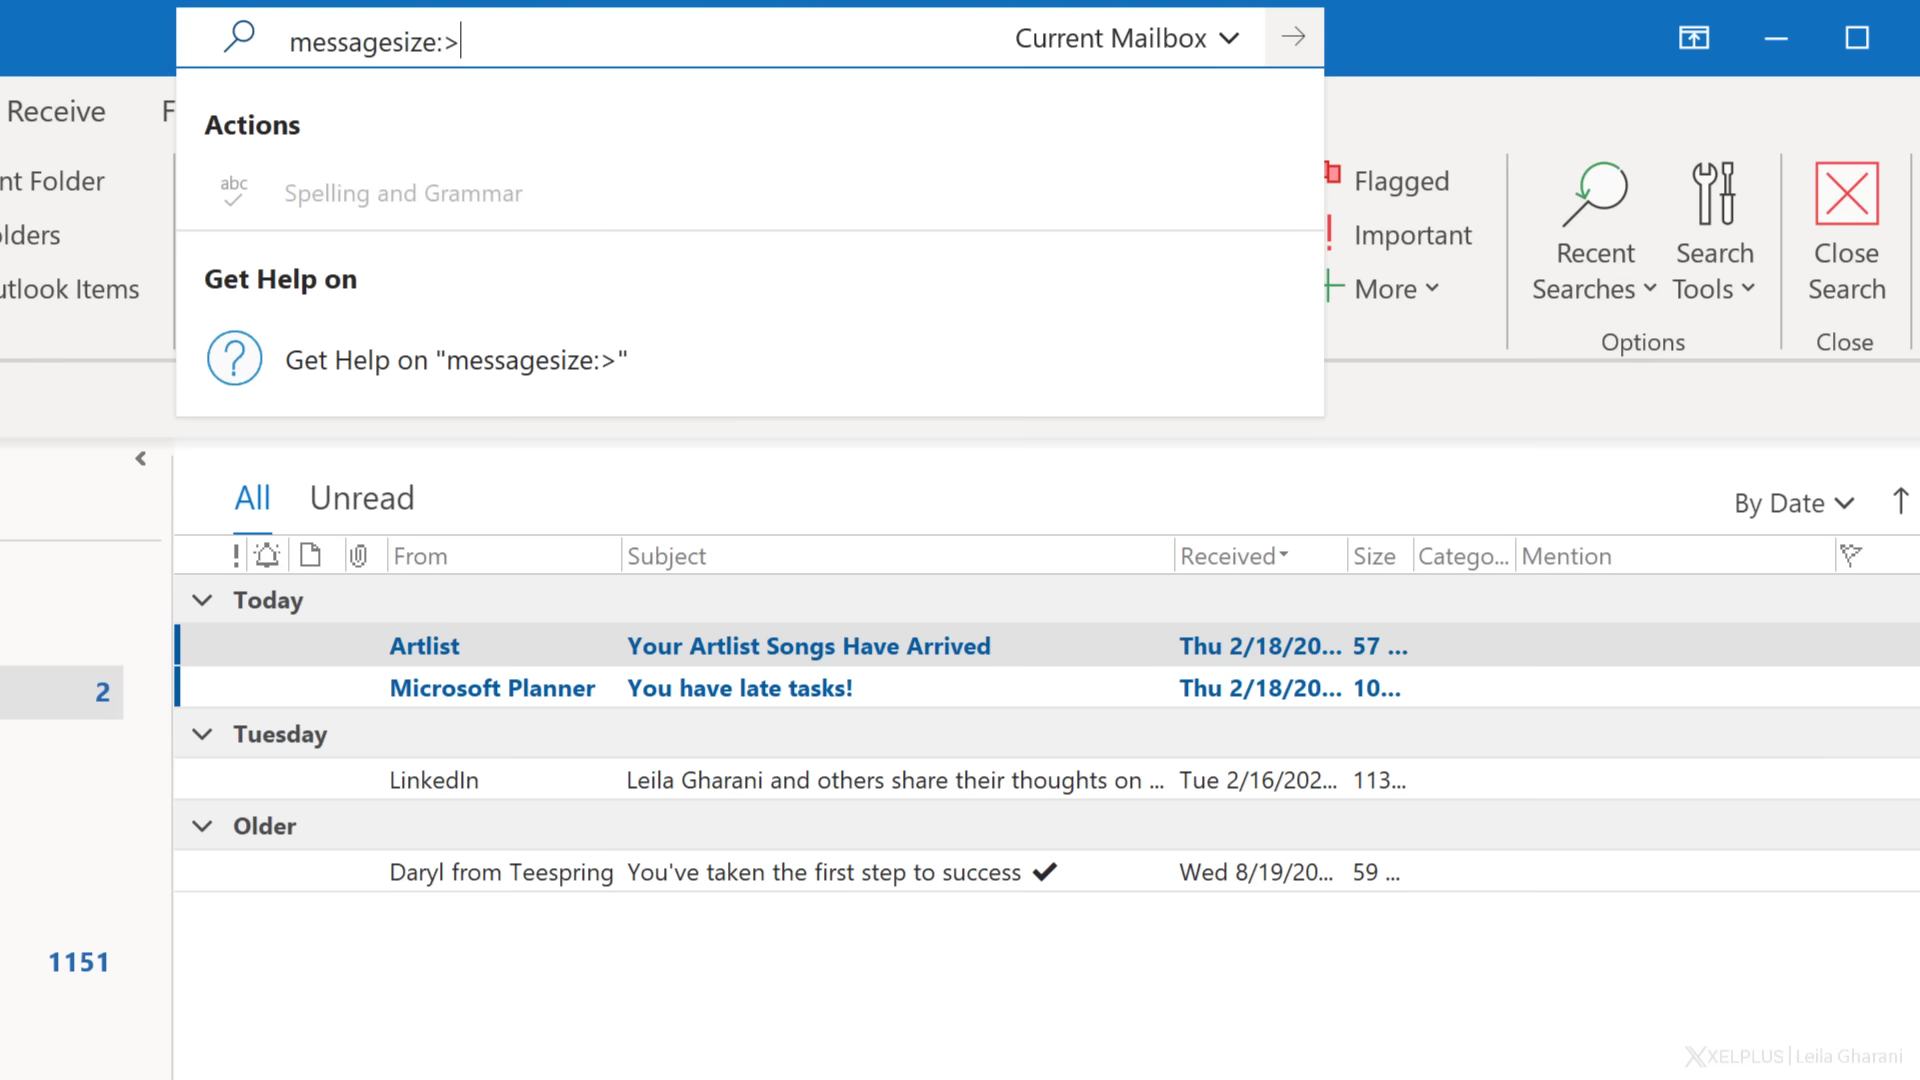 messagesize:>
Current Mailbox
Receive
F
Actions
abc
Spelling and Grammar
nt Folder
lders
utlook Items
Flagged
Important
More
Recent
Searches
Search
Tools
Close
Search
Options
Close
Get Help on
Get Help on "messagesize:>"
All
Unread
By Date
From
Subject
Received
Size
Catego...
Mention
Today
Artlist
Your Artlist Songs Have Arrived
Thu 2/18/20...
57 ...
2
Microsoft Planner
You have late tasks!
Thu 2/18/20...
10...
Tuesday
LinkedIn
Leila Gharani and others share their thoughts on ...
Tue 2/16/202...
113...
Older
Daryl from Teespring
You've taken the first step to success ✔
Wed 8/19/20...
59 ...
1151
XELPLUS | Leila Gharani